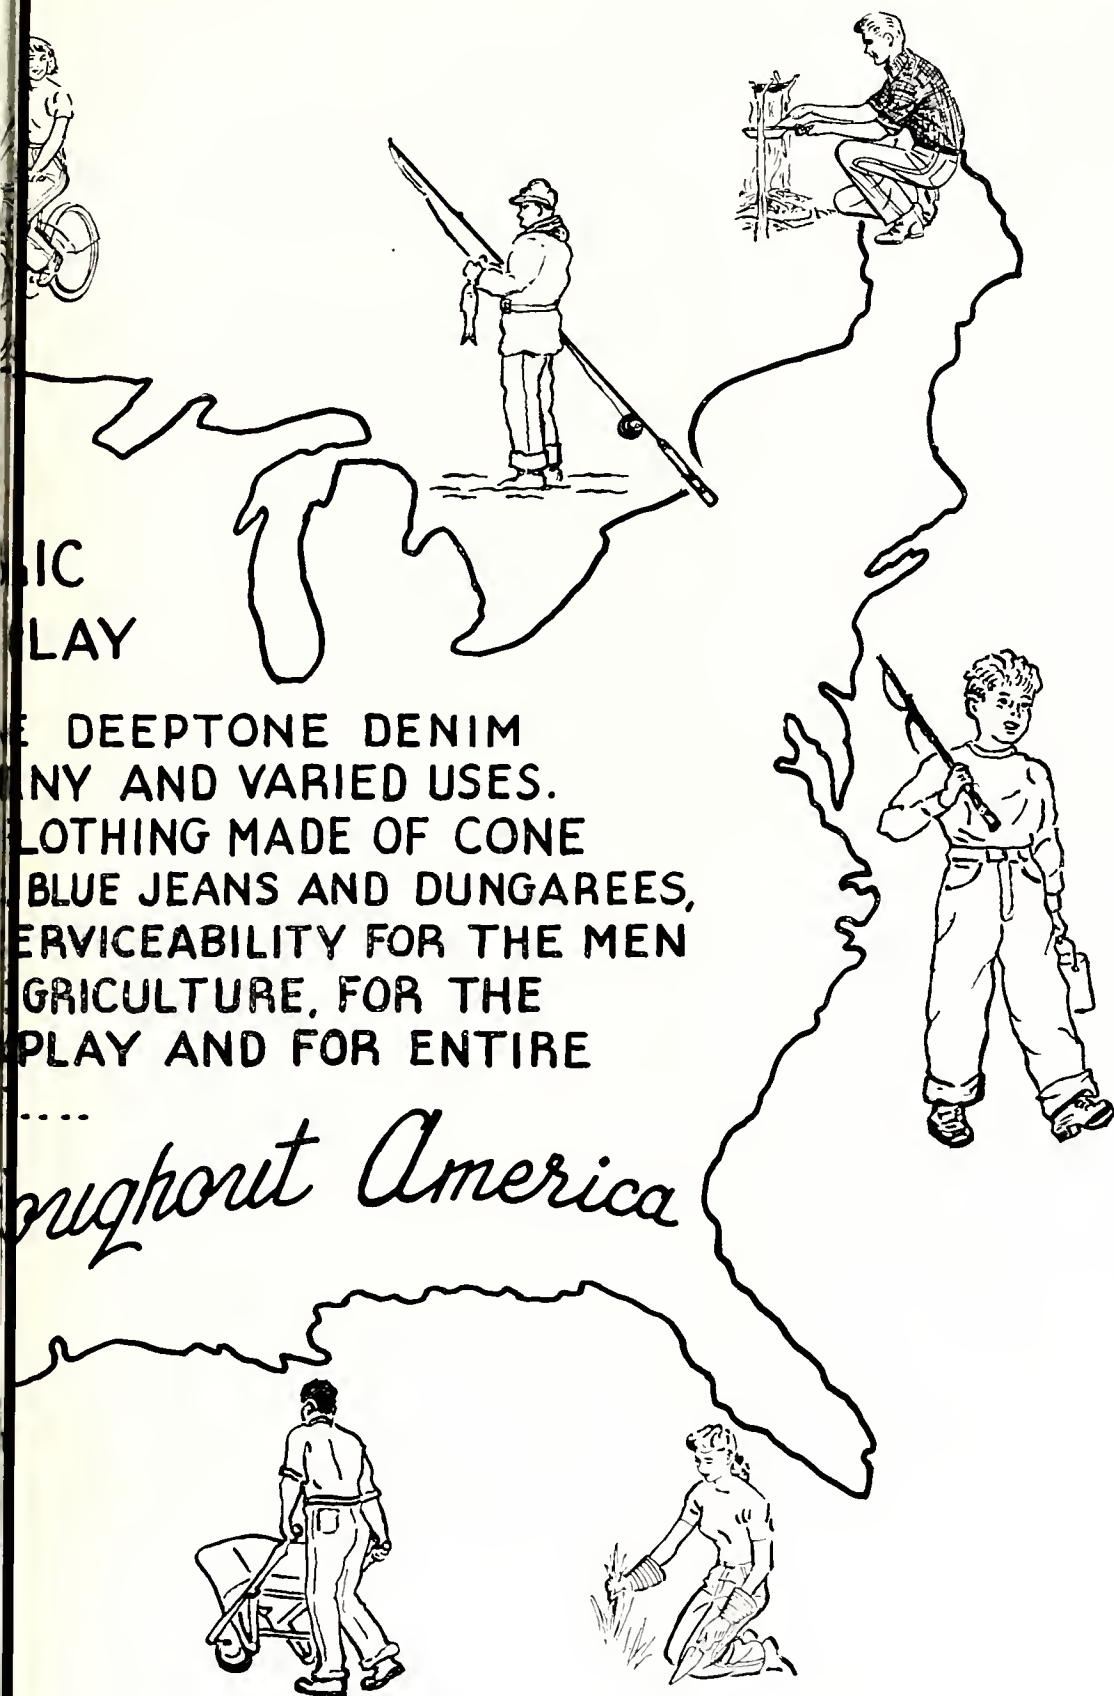 IC
LAY
DEEPTONE DENIM
NY AND VARIED USES.
LOTHING MADE OF CONE
BLUE JEANS AND DUNGAREES,
ERVICEABILITY FOR THE MEN
GRICULTURE, FOR THE
PLAY AND FOR ENTIRE
....
oughout America